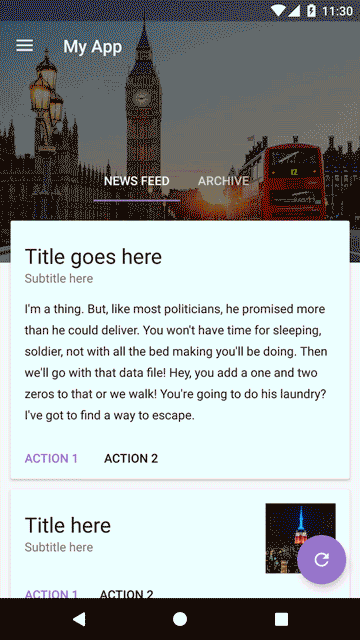 11:30
My App
NEWS FEED ARCHIVE
12
Title goes here
Subtitle here
I'm a thing. But, like most politicians, he promised more
than he could deliver. You won't have time for sleeping,
soldier, not with all the bed making you'll be doing. Then
we'll go with that data file! Hey, you add a one and two
zeros to that or we walk! You're going to do his laundry?
I've got to find a way to escape.
ACTION 1 ACTION 2
Title here
Subtitle here
ACTION 1 ACTION 2